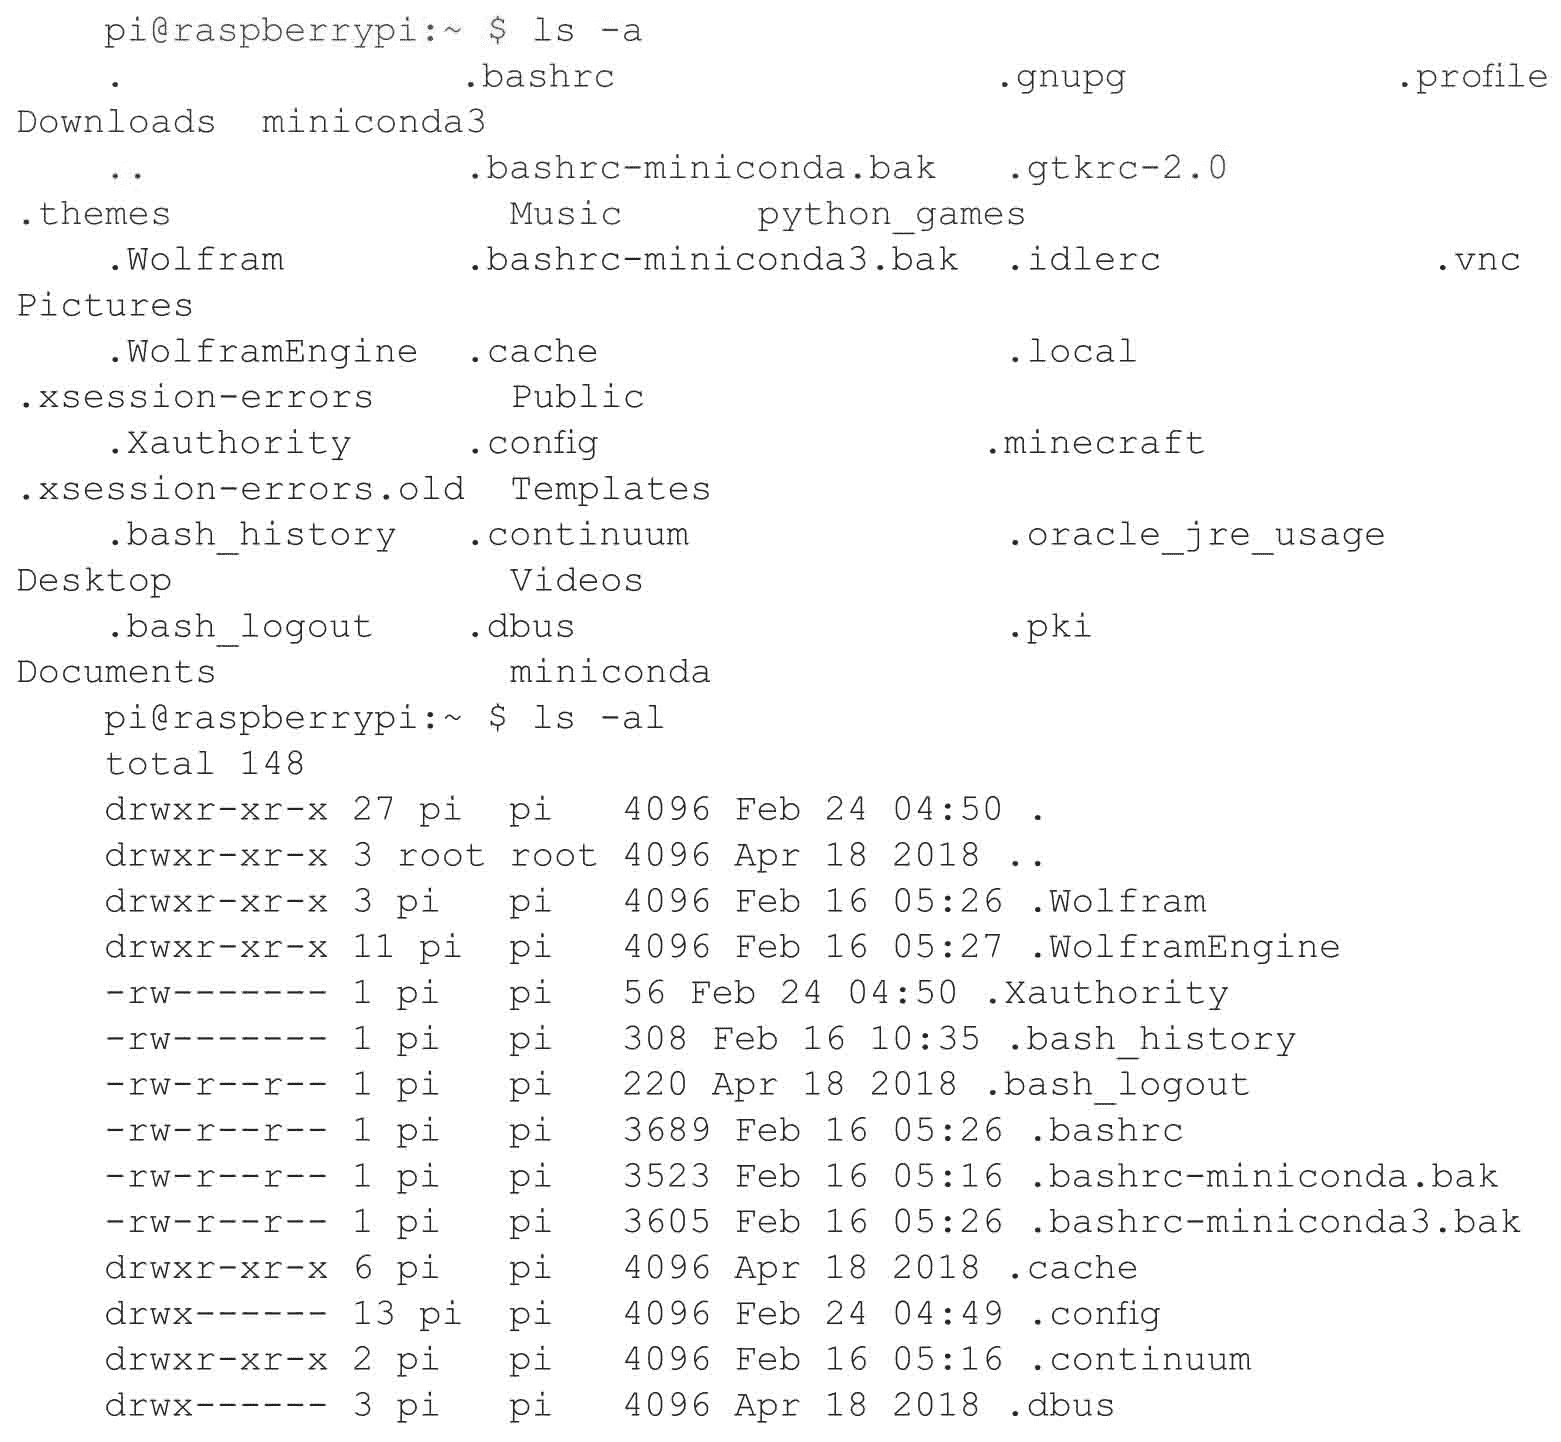 pi@raspberrypi:~ $ ls -a
. .bashrc .gnupg .profile
Downloads miniconda3
.. .bashrc-miniconda.bak .gtkrc-2.0
.themes Music python_games
.Wolfram .bashrc-miniconda3.bak .idlerc .vnc
Pictures
.WolframEngine .cache .local
.xsession-errors Public
.Xauthority .config .minecraft
.xsession-errors.old Templates
.bash_history .continuum .oracle_jre_usage
Desktop Videos
.bash_logout .dbus .pki
Documents miniconda
pi@raspberrypi:~ $ ls -al
total 148
drwxr-xr-x 27 pi pi 4096 Feb 24 04:50 .
drwxr-xr-x 3 root root 4096 Apr 18 2018 ..
drwxr-xr-x 3 pi pi 4096 Feb 16 05:26 .Wolfram
drwxr-xr-x 11 pi pi 4096 Feb 16 05:27 .WolframEngine
-rw------- 1 pi pi 56 Feb 24 04:50 .Xauthority
-rw------- 1 pi pi 308 Feb 16 10:35 .bash_history
-rw-r--r-- 1 pi pi 220 Apr 18 2018 .bash_logout
-rw-r--r-- 1 pi pi 3689 Feb 16 05:26 .bashrc
-rw-r--r-- 1 pi pi 3523 Feb 16 05:16 .bashrc-miniconda.bak
-rw-r--r-- 1 pi pi 3605 Feb 16 05:26 .bashrc-miniconda3.bak
drwxr-xr-x 6 pi pi 4096 Apr 18 2018 .cache
drwx------ 13 pi pi 4096 Feb 24 04:49 .config
drwxr-xr-x 2 pi pi 4096 Feb 16 05:16 .continuum
drwx------ 3 pi pi 4096 Apr 18 2018 .dbus